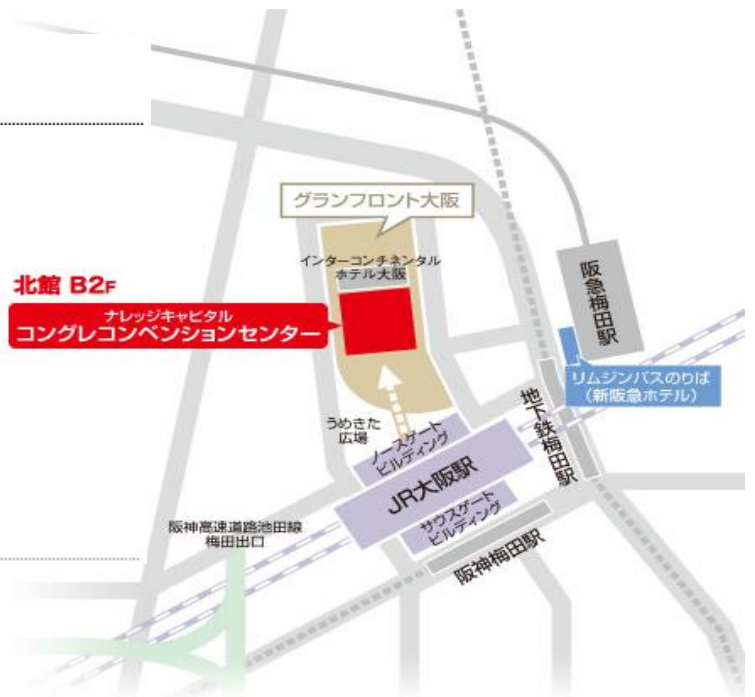 グランフロント大阪
インターコンチネンタル
ホテル大阪
北館 B2F
ナレッジキャピタル
コングレコンベンションセンター
阪急梅田駅
リムジンバスのりば
(新阪急ホテル)
地下鉄梅田駅
うめきた
広場
ノースゲート
ビルディング
JR大阪駅
サウスゲート
ビルディング
阪神梅田駅
阪神高速道路池田線
梅田出口